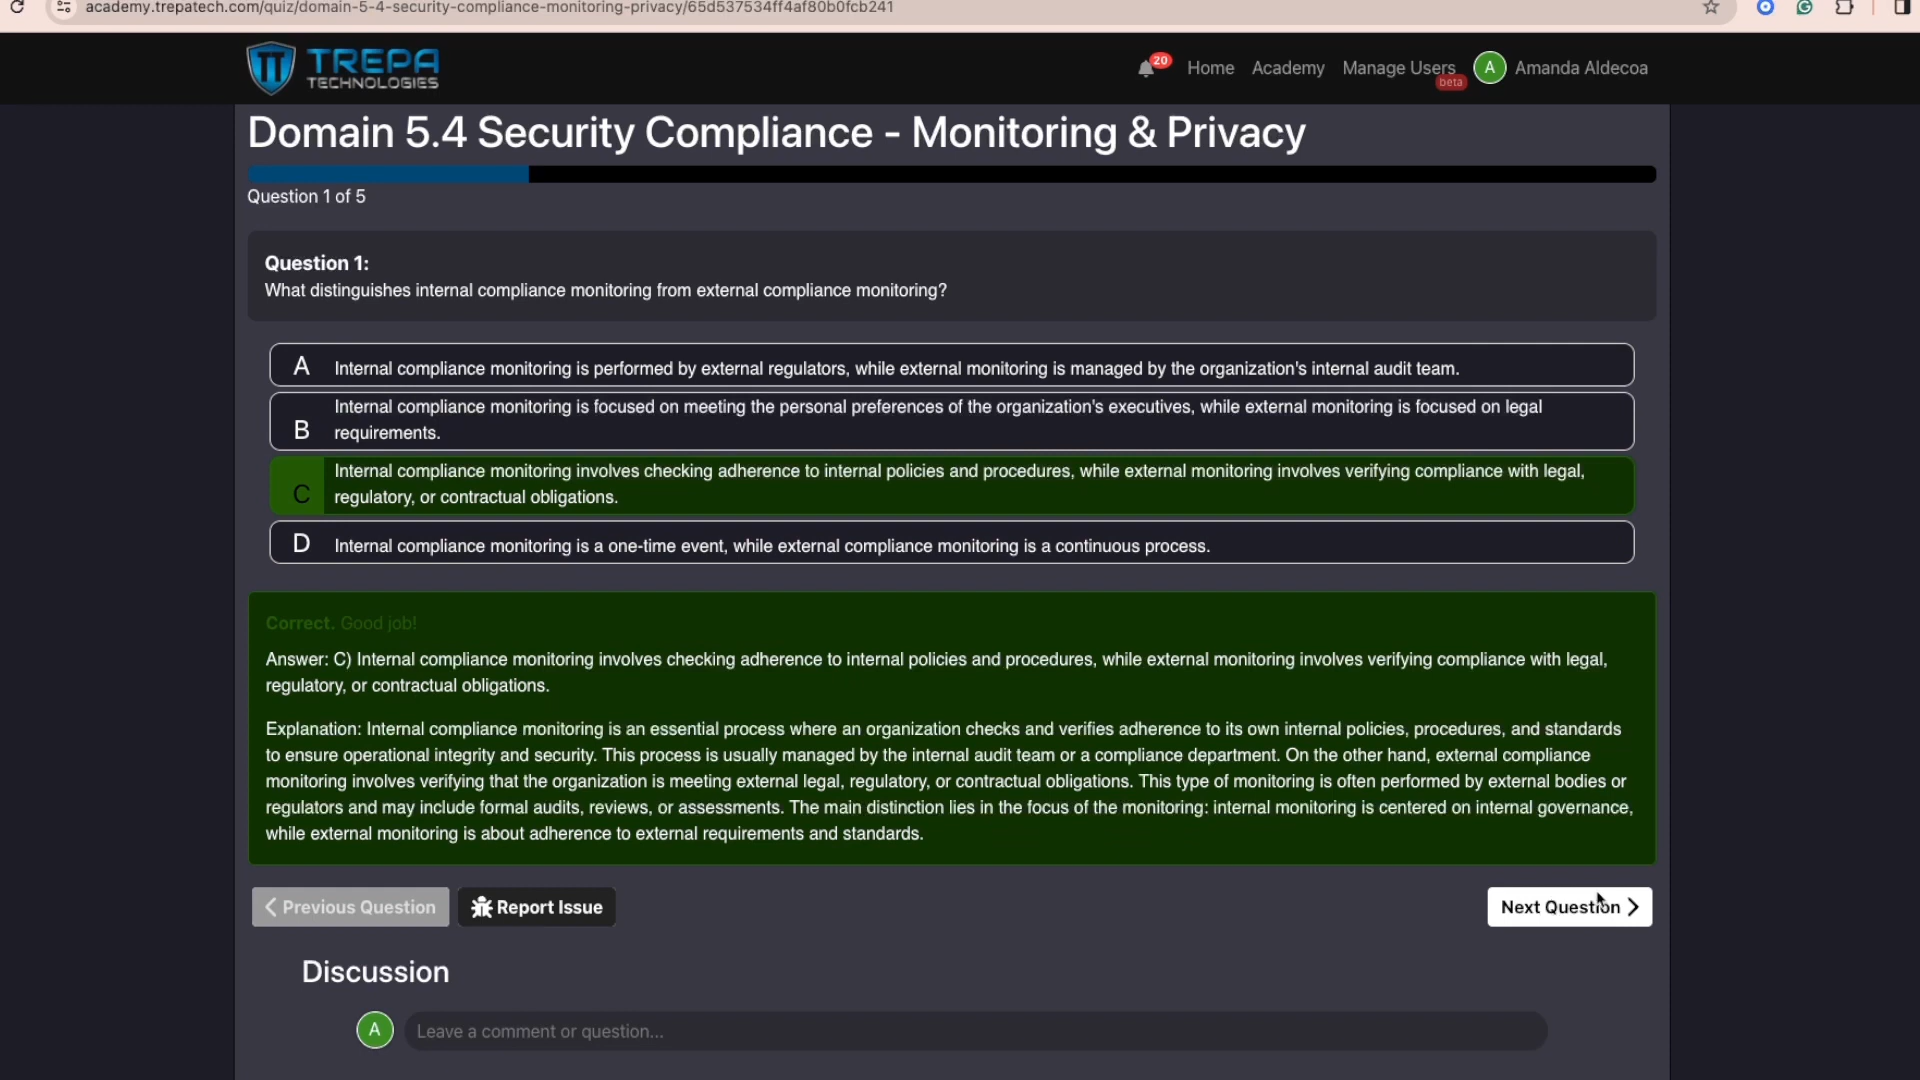 academy.trepatech.com/quiz/domain-5-4-security-compliance-monitoring-privacy/65d537534ff4af80b0fcb241
TREPA
TECHNOLOGIES
20
Home
Academy
Manage Users
beta
A
Amanda Aldecoa
Domain 5.4 Security Compliance - Monitoring & Privacy
Question 1 of 5
Question 1:
What distinguishes internal compliance monitoring from external compliance monitoring?
A Internal compliance monitoring is performed by external regulators, while external monitoring is managed by the organization's internal audit team.
B Internal compliance monitoring is focused on meeting the personal preferences of the organization's executives, while external monitoring is focused on legal
requirements.
C Internal compliance monitoring involves checking adherence to internal policies and procedures, while external monitoring involves verifying compliance with legal,
regulatory, or contractual obligations.
D Internal compliance monitoring is a one-time event, while external compliance monitoring is a continuous process.
Correct. Good job!
Answer: C) Internal compliance monitoring involves checking adherence to internal policies and procedures, while external monitoring involves verifying compliance with legal,
regulatory, or contractual obligations.
Explanation: Internal compliance monitoring is an essential process where an organization checks and verifies adherence to its own internal policies, procedures, and standards
to ensure operational integrity and security. This process is usually managed by the internal audit team or a compliance department. On the other hand, external compliance
monitoring involves verifying that the organization is meeting external legal, regulatory, or contractual obligations. This type of monitoring is often performed by external bodies or
regulators and may include formal audits, reviews, or assessments. The main distinction lies in the focus of the monitoring: internal monitoring is centered on internal governance,
while external monitoring is about adherence to external requirements and standards.
Previous Question
Report Issue
Next Question
Discussion
A
Leave a comment or question...